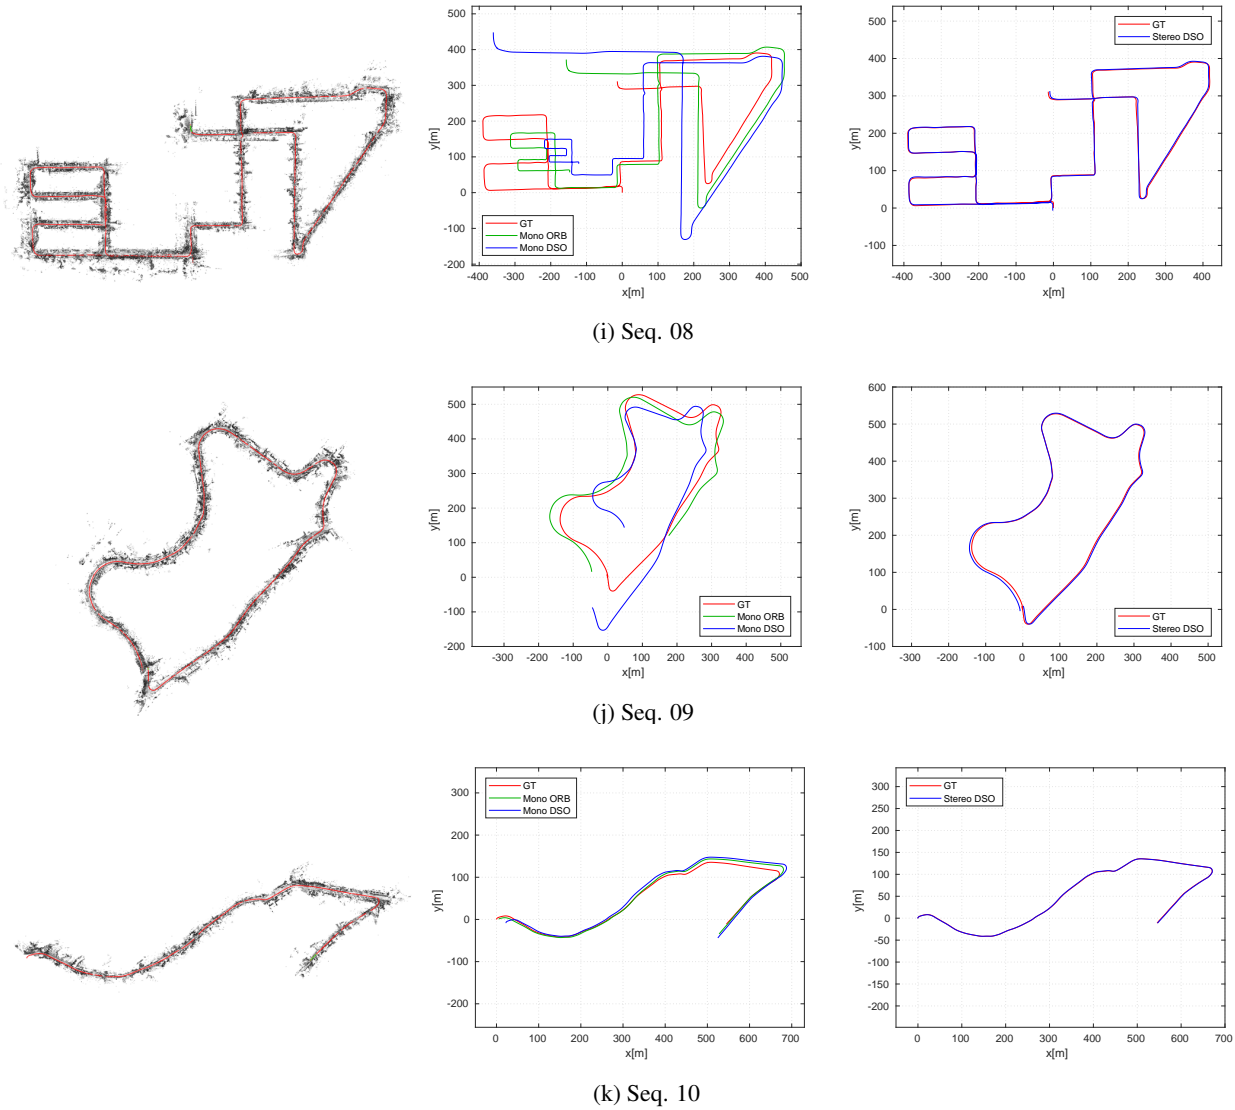 500
400
300
200
100
0
-100
-200
-400 -300 -200 -100 0 100 200 300 400 500
x[m]
y[m]
GT
Mono ORB
Mono DSO
500
400
300
200
100
0
-100
-400 -300 -200 -100 0 100 200 300 400
x[m]
y[m]
GT
Stereo DSO
(i) Seq. 08
500
400
300
200
100
0
-100
-200
-300 -200 -100 0 100 200 300 400 500
x[m]
y[m]
GT
Mono ORB
Mono DSO
600
500
400
300
200
100
0
-100
-300 -200 -100 0 100 200 300 400 500
x[m]
y[m]
GT
Stereo DSO
(j) Seq. 09
300
200
100
0
-100
-200
0 100 200 300 400 500 600 700
x[m]
y[m]
GT
Mono ORB
Mono DSO
300
250
200
150
100
50
0
-50
-100
-150
-200
0 100 200 300 400 500 600 700
x[m]
y[m]
GT
Stereo DSO
(k) Seq. 10